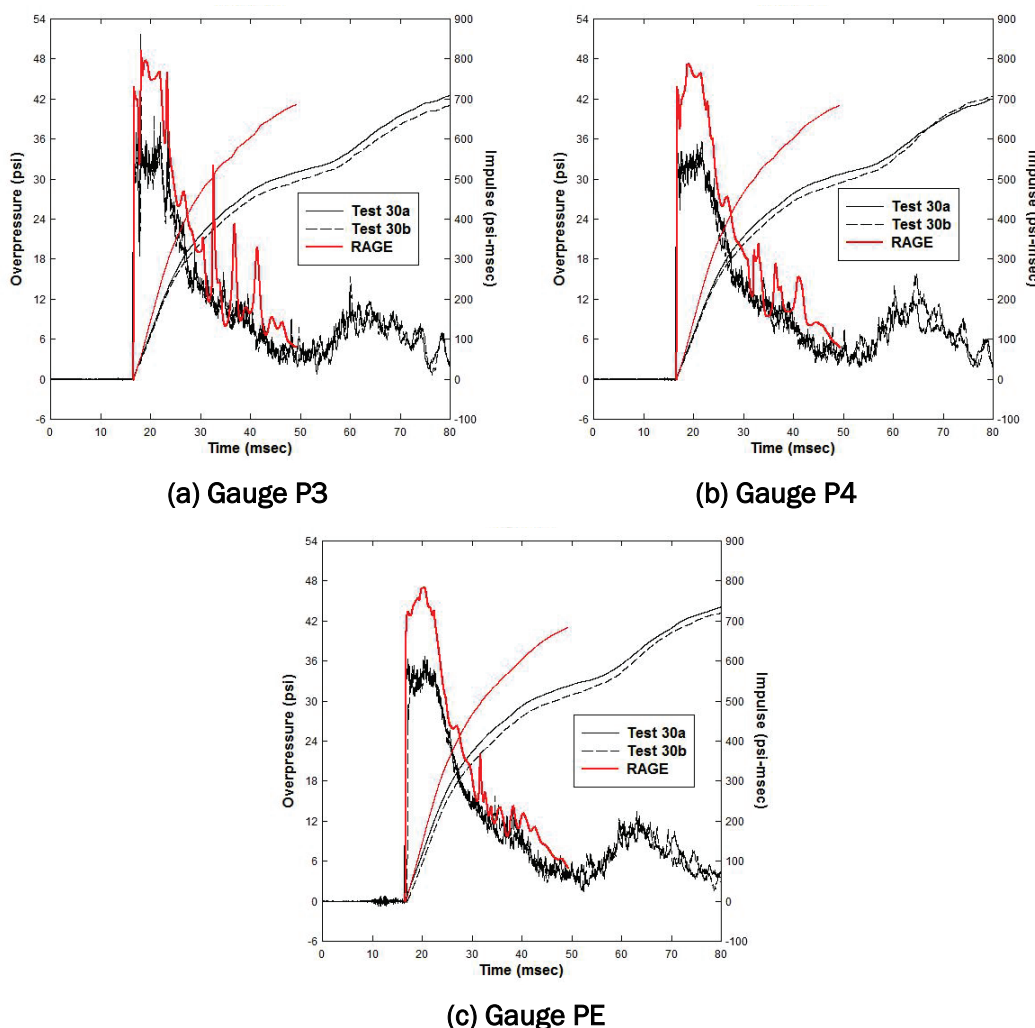 54
48
42
36
30
24
18
12
6
0
-6
900
800
700
600
500
400
300
200
100
0
-100
Overpressure (psi)
Impulse (psi-msec)
Test 30a
Test 30b
RAGE
0 10 20 30 40 50 60 70 80
Time (msec)
(a) Gauge P3
54
48
42
36
30
24
18
12
6
0
-6
900
800
700
600
500
400
300
200
100
0
-100
Overpressure (psi)
Impulse (psi-msec)
Test 30a
Test 30b
RAGE
0 10 20 30 40 50 60 70 80
Time (msec)
(b) Gauge P4
54
48
42
36
30
24
18
12
6
0
-6
900
800
700
600
500
400
300
200
100
0
-100
Overpressure (psi)
Impulse (psi-msec)
Test 30a
Test 30b
RAGE
0 10 20 30 40 50 60 70 80
Time (msec)
(c) Gauge PE